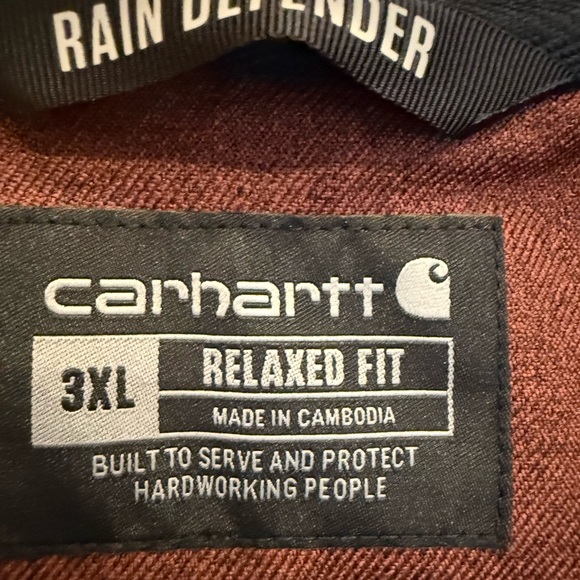 RAIN DEFENDER
carhartt
3XL
RELAXED FIT
MADE IN CAMBODIA
BUILT TO SERVE AND PROTECT
HARDWORKING PEOPLE